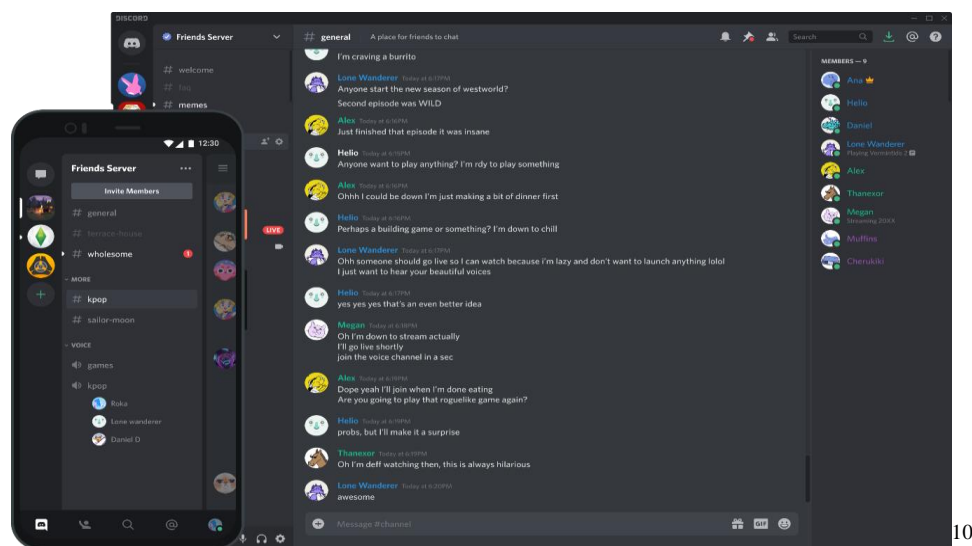 DISCORD
Friends Server
# general
A place for friends to chat
Search
# welcome
# faq
# memes
I'm craving a burrito
Lone Wanderer Today at 6:17PM
Anyone start the new season of westworld?
Second episode was WILD
Alex Today at 6:16PM
Just finished that episode it was insane
Helio Today at 6:15PM
Anyone want to play anything? I'm rdy to play something
Alex Today at 6:16PM
Ohhh I could be down I'm just making a bit of dinner first
Helio Today at 6:16PM
Perhaps a building game or something? I'm down to chill
Lone Wanderer Today at 6:17PM
Ohh someone should go live so I can watch because i'm lazy and don't want to launch anything lolol
I just want to hear your beautiful voices
Helio Today at 6:17PM
yes yes yes that's an even better idea
Megan Today at 6:18PM
Oh I'm down to stream actually
I'll go live shortly
join the voice channel in a sec
Alex Today at 6:19PM
Dope yeah I'll join when I'm done eating
Are you going to play that roguelike game again?
Helio Today at 6:19PM
probs, but I'll make it a surprise
Thanexor Today at 6:19PM
Oh I'm deff watching then, this is always hilarious
Lone Wanderer Today at 6:20PM
awesome
Message #channel
GIF
MEMBERS — 9
Ana
Helio
Daniel
Lone Wanderer
Alex
Thanexor
Megan
Streaming 20XX
Muffins
Cherukiki
LIVE
12:30
Friends Server
Invite Members
# general
# terrace-house
# wholesome
1
MORE
# kpop
# sailor-moon
VOICE
games
kpop
Roka
Lone wanderer
Daniel D
10